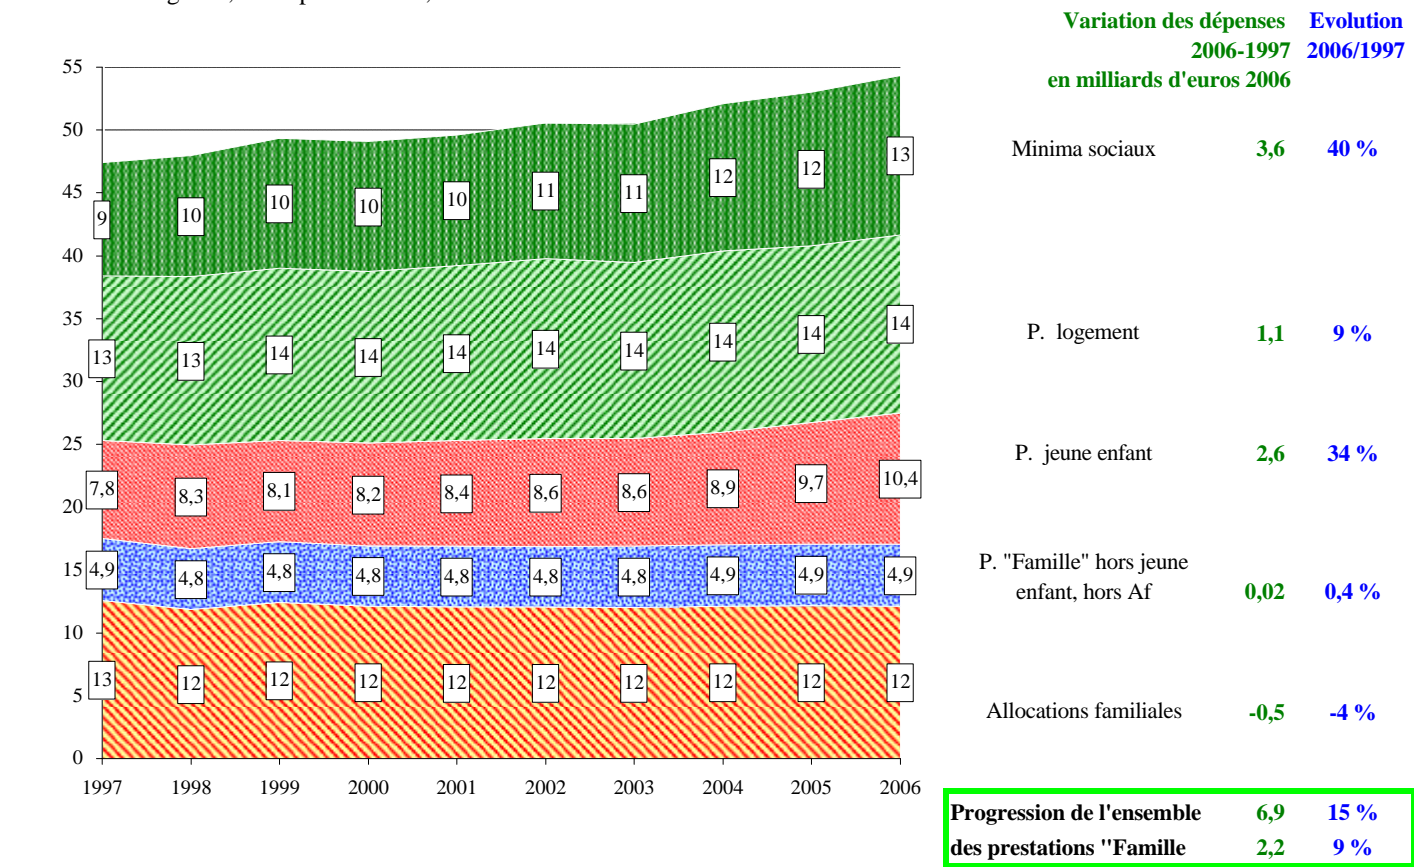 Variation des dépenses Evolution
2006-1997 2006/1997
en milliards d'euros 2006
55
50
45
40
35
30
25
20
15
10
5
0
9 10 10 10 10 11 11 12 12 13
13 13 14 14 14 14 14 14 14 14
7,8 8,3 8,1 8,2 8,4 8,6 8,6 8,9 9,7 10,4
4,9 4,8 4,8 4,8 4,8 4,8 4,8 4,9 4,9 4,9
13 12 12 12 12 12 12 12 12 12
1997 1998 1999 2000 2001 2002 2003 2004 2005 2006
Minima sociaux 3,6 40 %
P. logement 1,1 9 %
P. jeune enfant 2,6 34 %
P. "Famille" hors jeune
enfant, hors Af 0,02 0,4 %
Allocations familiales -0,5 -4 %
Progression de l'ensemble 6,9 15 %
des prestations "Famille 2,2 9 %